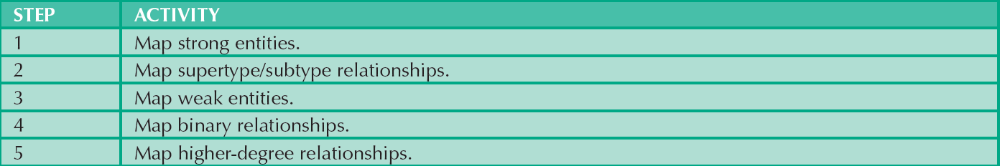 STEP ACTIVITY
1 Map strong entities.
2 Map supertype/subtype relationships.
3 Map weak entities.
4 Map binary relationships.
5 Map higher-degree relationships.